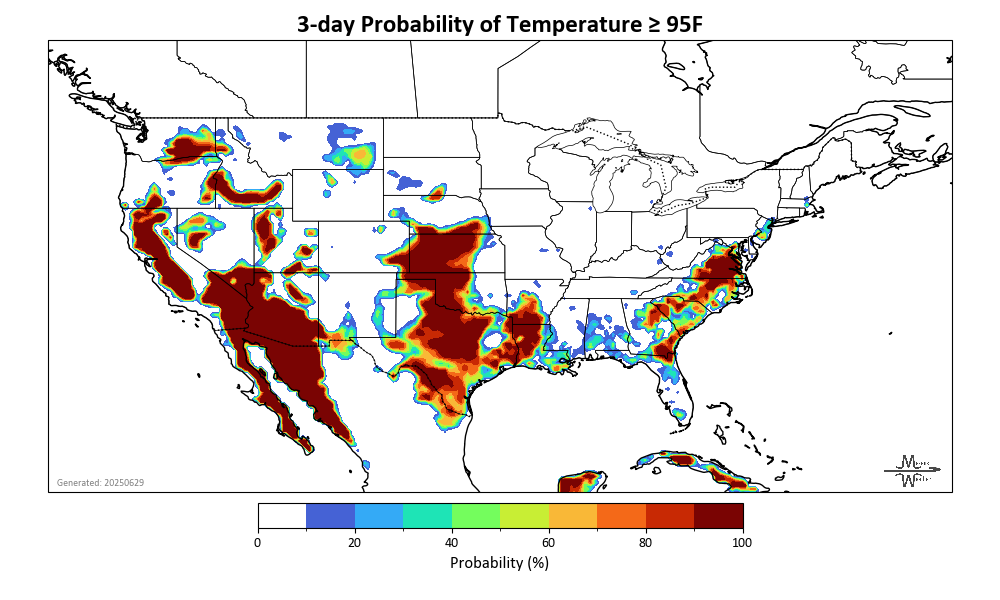 3-day Probability of Temperature ≥ 95F
Generated: 20250629
0 20 40 60 80 100
Probability (%)